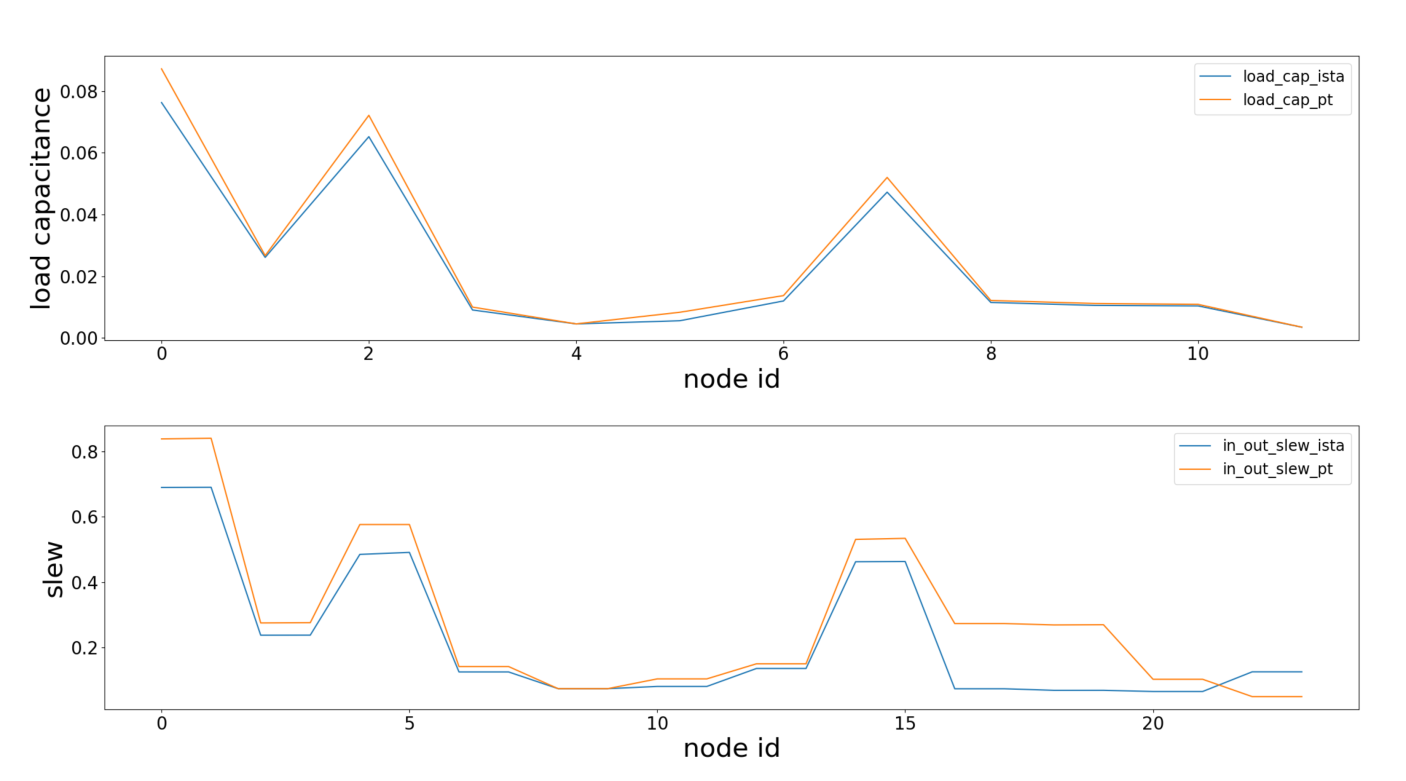 load_cap_ista
load_cap_pt
load capacitance
0.08
0.06
0.04
0.02
0.00
0 2 4 6 8 10
node id
in_out_slew_ista
in_out_slew_pt
slew
0.8
0.6
0.4
0.2
0 5 10 15 20
node id